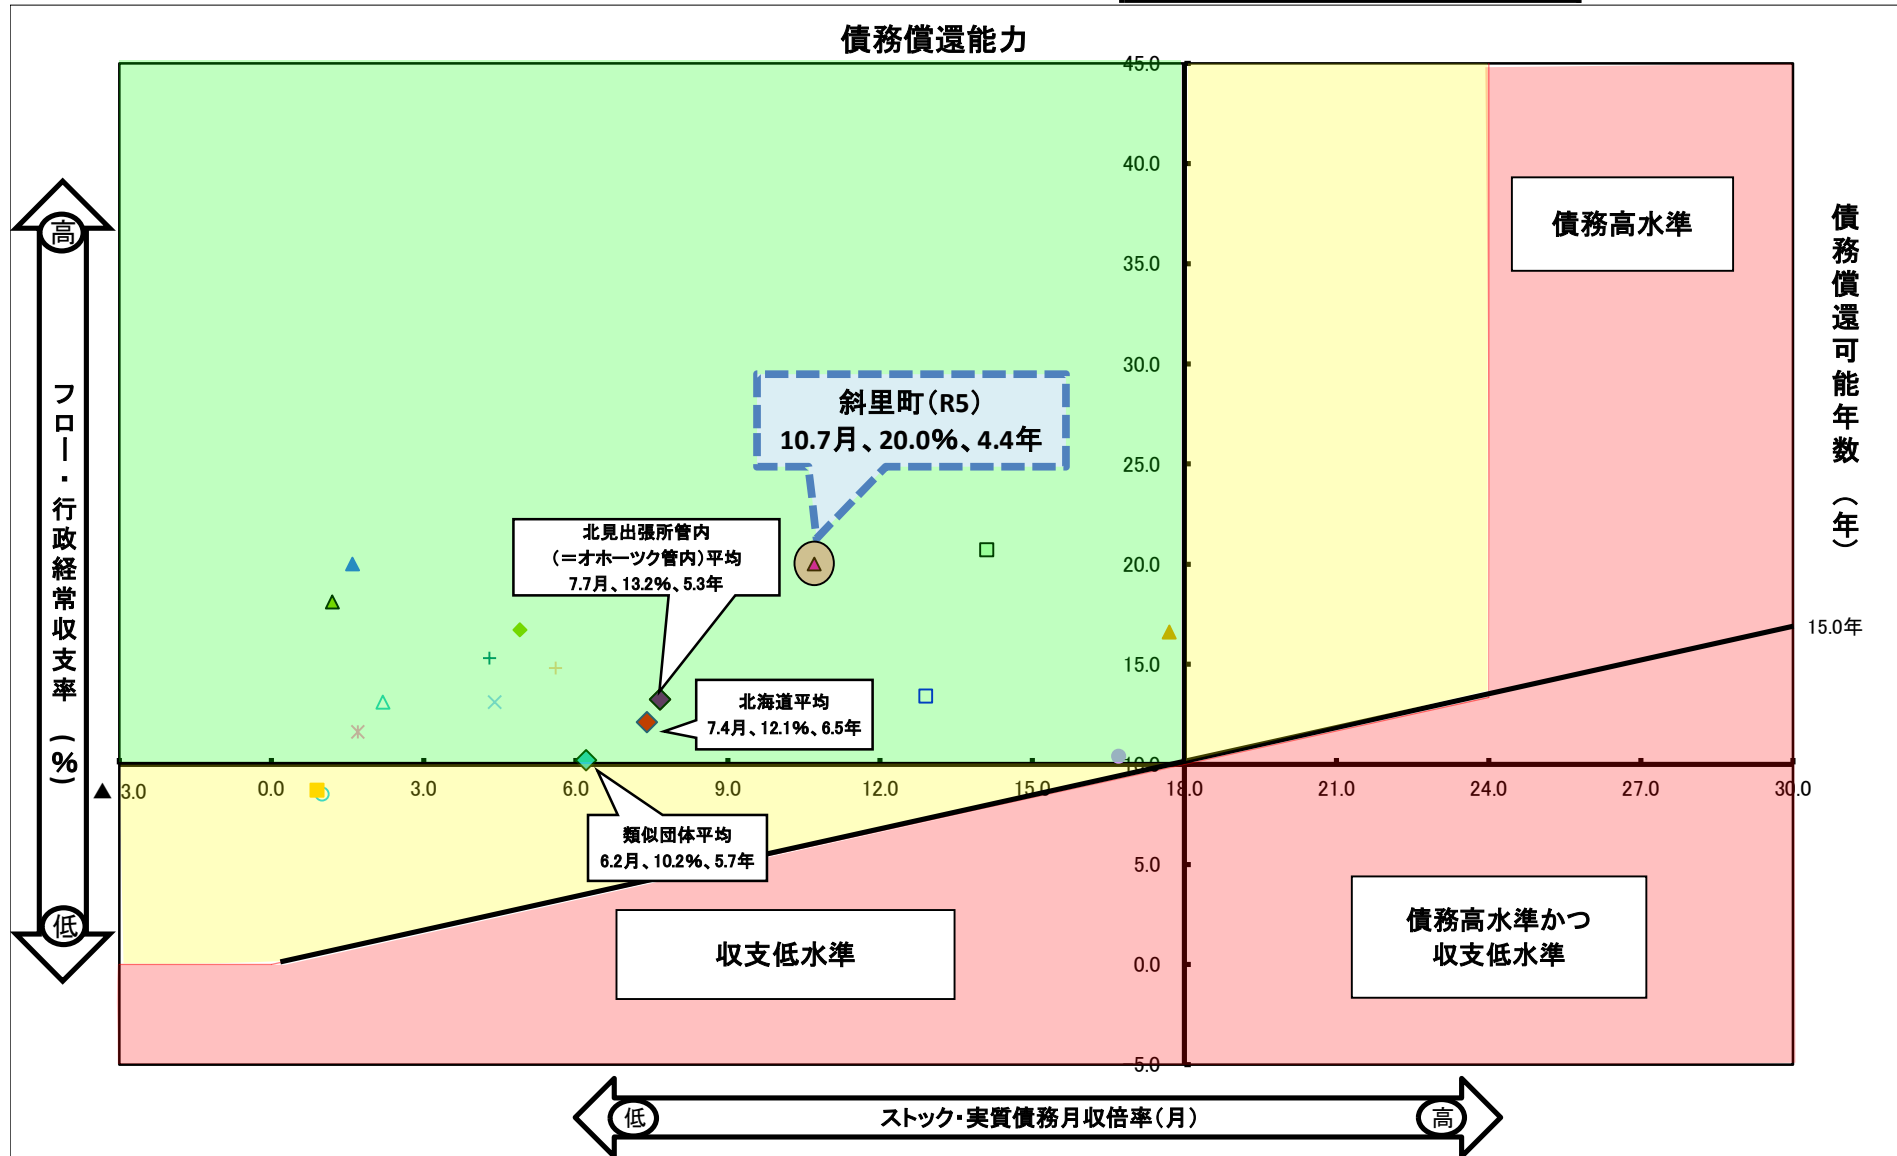 債務償還能力
45.0
40.0
35.0
30.0
25.0
20.0
15.0
10.0
5.0
0.0
-5.0
高
フロー・行政経常収支率（%）
低
債務高水準
債務償還可能年数（年）
斜里町（R5）
10.7月、20.0%、4.4年
北見出張所管内
（＝オホーツク管内）平均
7.7月、13.2%、5.3年
北海道平均
7.4月、12.1%、6.5年
15.0年
3.0
0.0
3.0
6.0
9.0
12.0
15.0
18.0
21.0
24.0
27.0
30.0
類似団体平均
6.2月、10.2%、5.7年
収支低水準
債務高水準かつ
収支低水準
低
ストック・実質債務月収倍率（月）
高